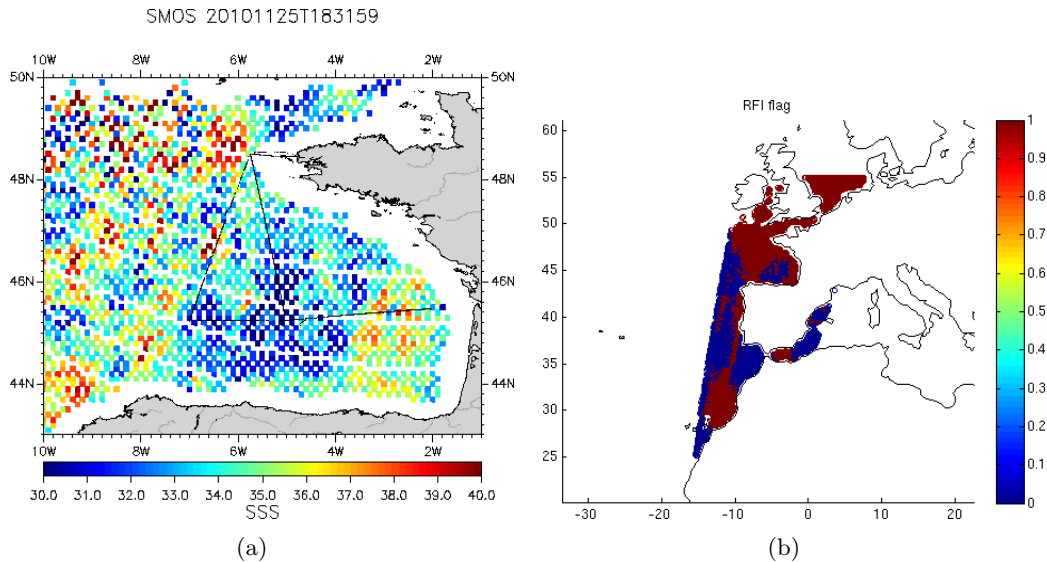 SMOS 20101125T183159
10W 8W 6W 4W 2W
50N 50N
48N 48N
46N 46N
44N 44N
10W 8W 6W 4W 2W
30.0 31.0 32.0 33.0 34.0 35.0 36.0 37.0 38.0 39.0 40.0
SSS
(a)
RFI flag
60
55
50
45
40
35
30
25
-30 -20 -10 0 10 20
1
0.9
0.8
0.7
0.6
0.5
0.4
0.3
0.2
0.1
0
(b)